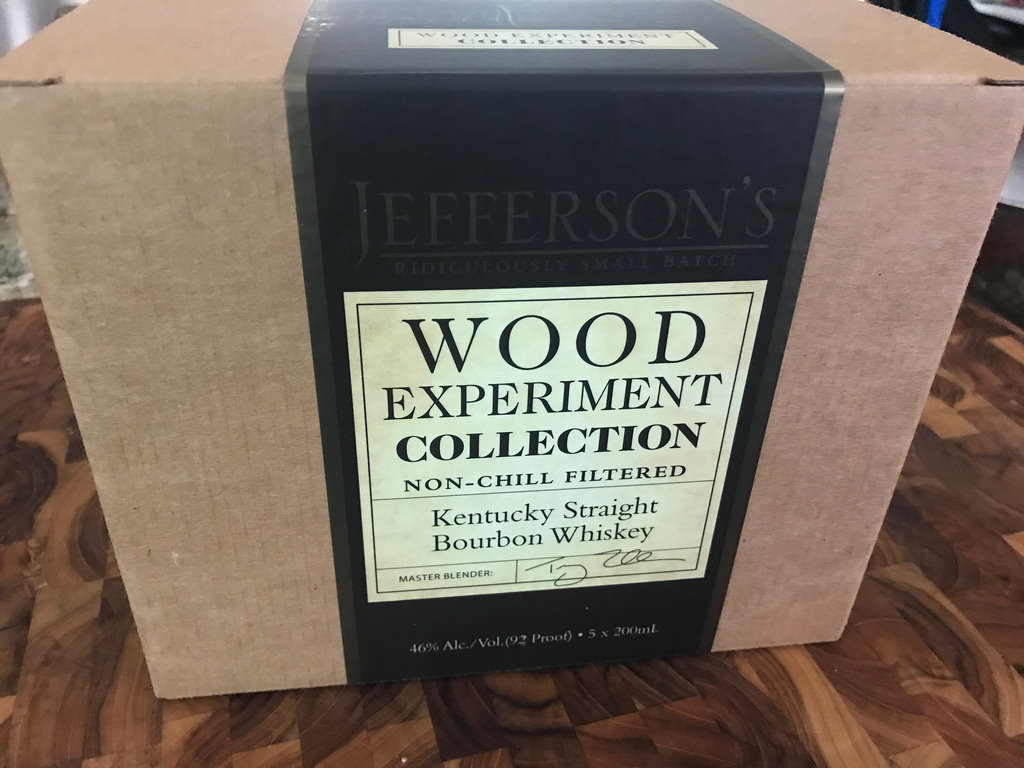 WOOD EXPERIMENT
COLLECTION
JEFFERSON'S
RIDICULOUSLY SMALL BATCH
WOOD
EXPERIMENT
COLLECTION
NON-CHILL FILTERED
Kentucky Straight
Bourbon Whiskey
MASTER BLENDER:
46% Alc./Vol.(92 Proof) • 5 x 200mL